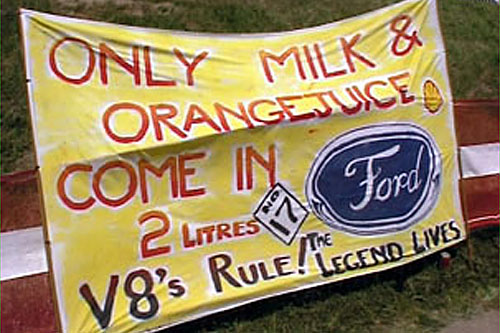 ONLY MILK &
ORANGEJUICE
COME IN
2 LITRES
NO 17
Ford
V8's RULE! THE LEGEND LIVES